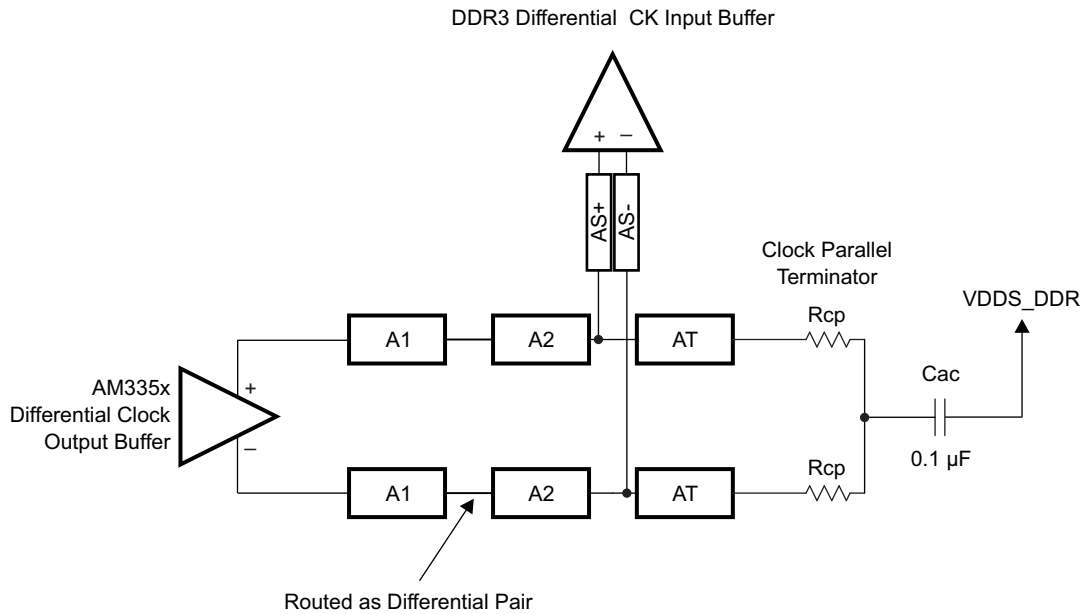 DDR3 Differential CK Input Buffer
+ –
AS+ AS-
Clock Parallel
Terminator
VDDS_DDR
Rcp
A1 A2 AT
Cac
AM335x
Differential Clock
Output Buffer
+
–
0.1 µF
Rcp
A1 A2 AT
Routed as Differential Pair